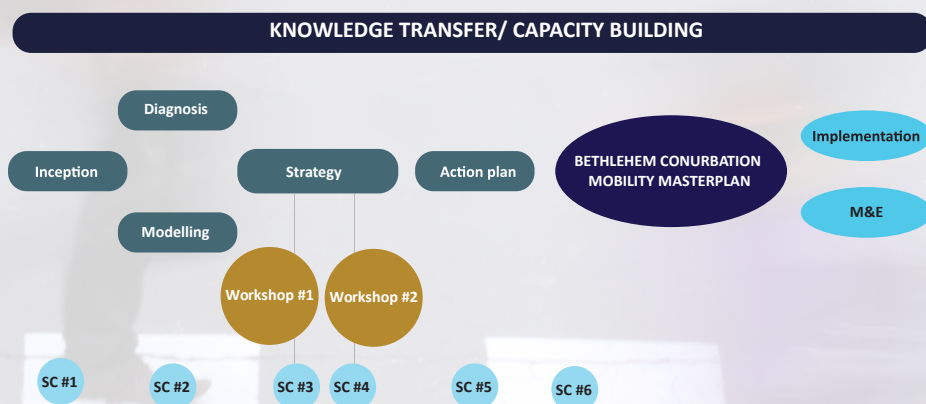 KNOWLEDGE TRANSFER/ CAPACITY BUILDING
Diagnosis
Inception
Modelling
Strategy
Action plan
BETHLEHEM CONURBATION
MOBILITY MASTERPLAN
Implementation
M&E
Workshop #1
Workshop #2
SC #1
SC #2
SC #3
SC #4
SC #5
SC #6